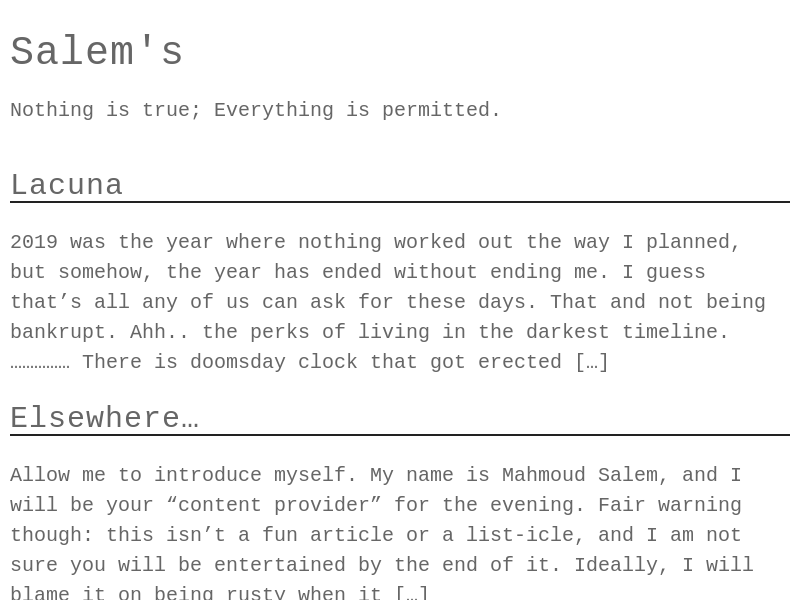 Salem's
Nothing is true; Everything is permitted.
Lacuna
2019 was the year where nothing worked out the way I planned,
but somehow, the year has ended without ending me. I guess
that’s all any of us can ask for these days. That and not being
bankrupt. Ahh.. the perks of living in the darkest timeline.
…………… There is doomsday clock that got erected […]
Elsewhere…
Allow me to introduce myself. My name is Mahmoud Salem, and I
will be your “content provider” for the evening. Fair warning
though: this isn’t a fun article or a list-icle, and I am not
sure you will be entertained by the end of it. Ideally, I will
blame it on being rusty when it […]